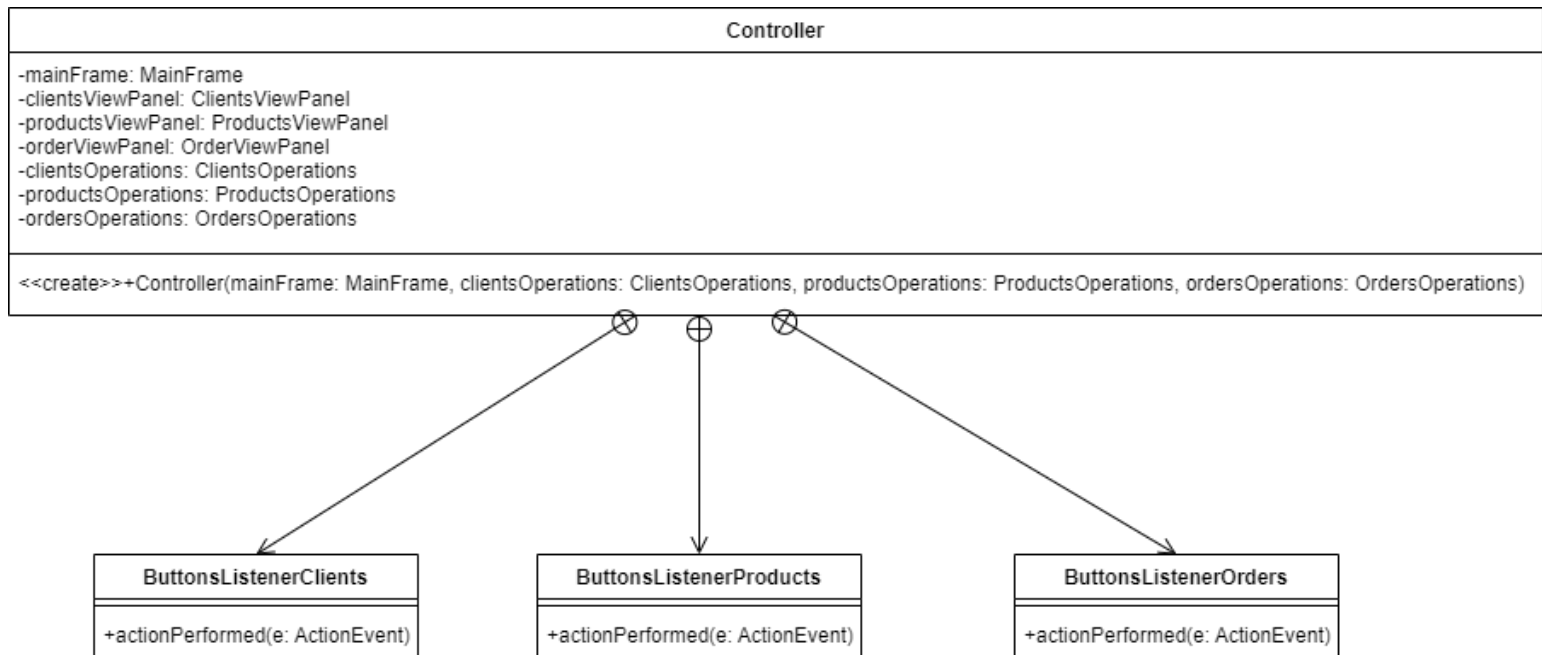 Controller
-mainFrame: MainFrame
-clientsViewPanel: ClientsViewPanel
-productsViewPanel: ProductsViewPanel
-orderViewPanel: OrderViewPanel
-clientsOperations: ClientsOperations
-productsOperations: ProductsOperations
-ordersOperations: OrdersOperations
<<create>>+Controller(mainFrame: MainFrame, clientsOperations: ClientsOperations, productsOperations: ProductsOperations, ordersOperations: OrdersOperations)
ButtonsListenerClients
+actionPerformed(e: ActionEvent)
ButtonsListenerProducts
+actionPerformed(e: ActionEvent)
ButtonsListenerOrders
+actionPerformed(e: ActionEvent)